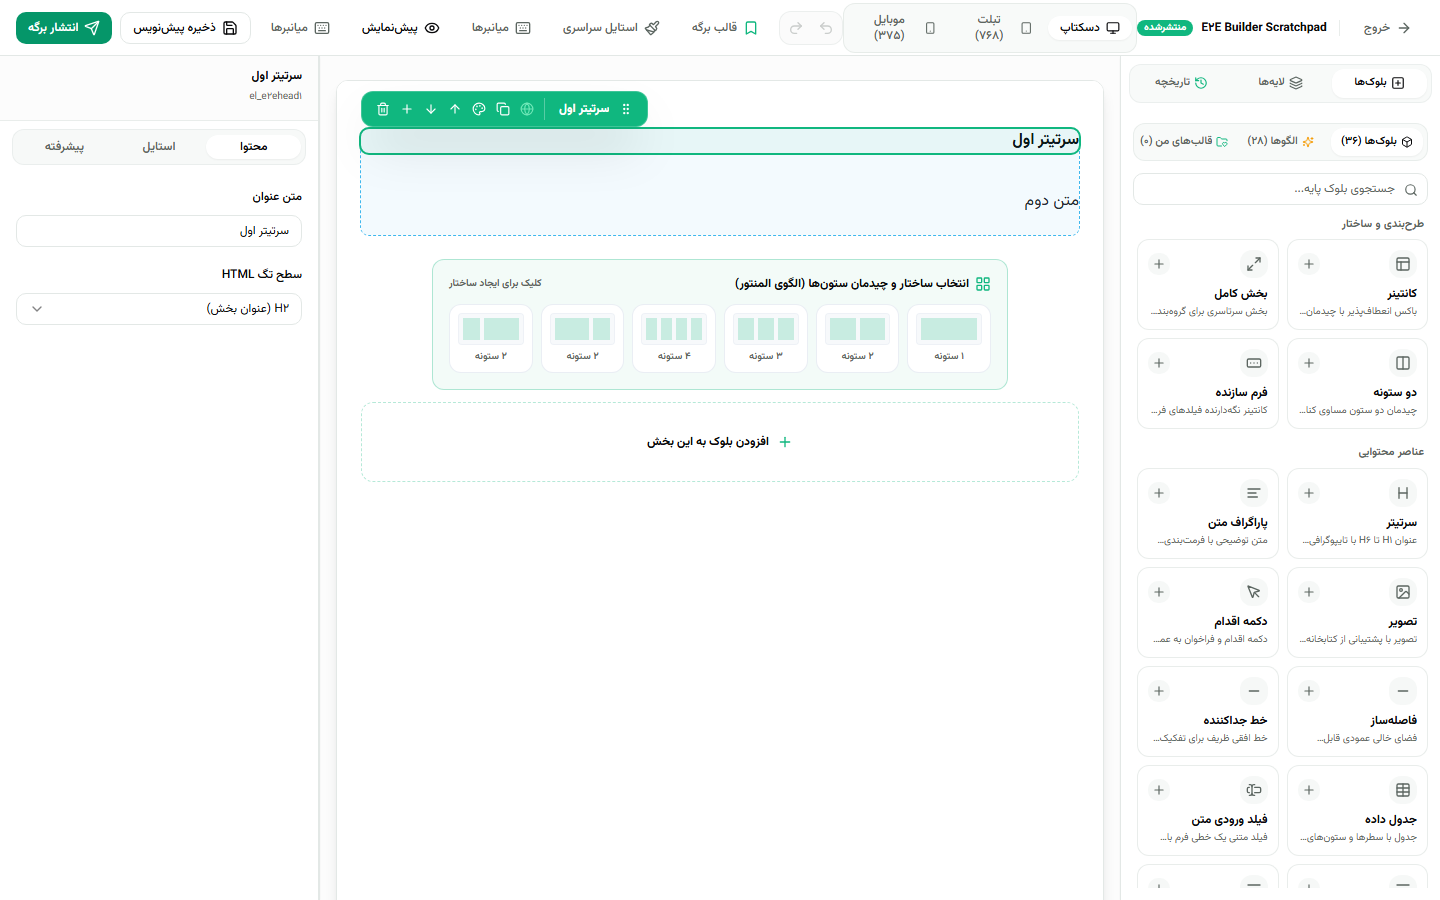 خروج
E2E Builder Scratchpad
منتشرشده
دسکتاپ
تبلت (۷۶۸)
موبایل (۳۷۵)
قالب برگه
استایل سراسری
میانبرها
پیش‌نمایش
میانبرها
ذخیره پیش‌نویس
انتشار برگه
بلوک‌ها
لایه‌ها
تاریخچه
بلوک‌ها (۳۶)
الگوها (۲۸)
قالب‌های من (۰)
جستجوی بلوک پایه...
طرح‌بندی و ساختار
کانتینر
باکس انعطاف‌پذیر با چیدمان...
بخش کامل
بخش سرتاسری برای گروه‌بند...
دو ستونه
چیدمان دو ستون مساوی کنا...
فرم سازنده
کانتینر نگه‌دارنده فیلدهای فر...
عناصر محتوایی
سرتیتر
عنوان H۱ تا H۶ با تایپوگرافی...
پاراگراف متن
متن توضیحی با فرمت‌بندی...
تصویر
تصویر با پشتیبانی از کتابخانه...
دکمه اقدام
دکمه اقدام و فراخوان به عمـ...
فاصله‌ساز
فضای خالی عمودی قابل...
خط جداکننده
خط افقی ظریف برای تفکیک...
جدول داده
جدول با سطرها و ستون‌های...
فیلد ورودی متن
فیلد متنی یک خطی فرم با...
سرتیتر اول
سرتیتر اول
متن دوم
انتخاب ساختار و چیدمان ستون‌ها (الگوی المنتور)
کلیک برای ایجاد ساختار
۱ ستونه
۲ ستونه
۳ ستونه
۴ ستونه
۲ ستونه
۲ ستونه
افزودن بلوک به این بخش
سرتیتر اول
el_e۲ehead۱
محتوا
استایل
پیشرفته
متن عنوان
سرتیتر اول
سطح تگ HTML
H۲ (عنوان بخش)